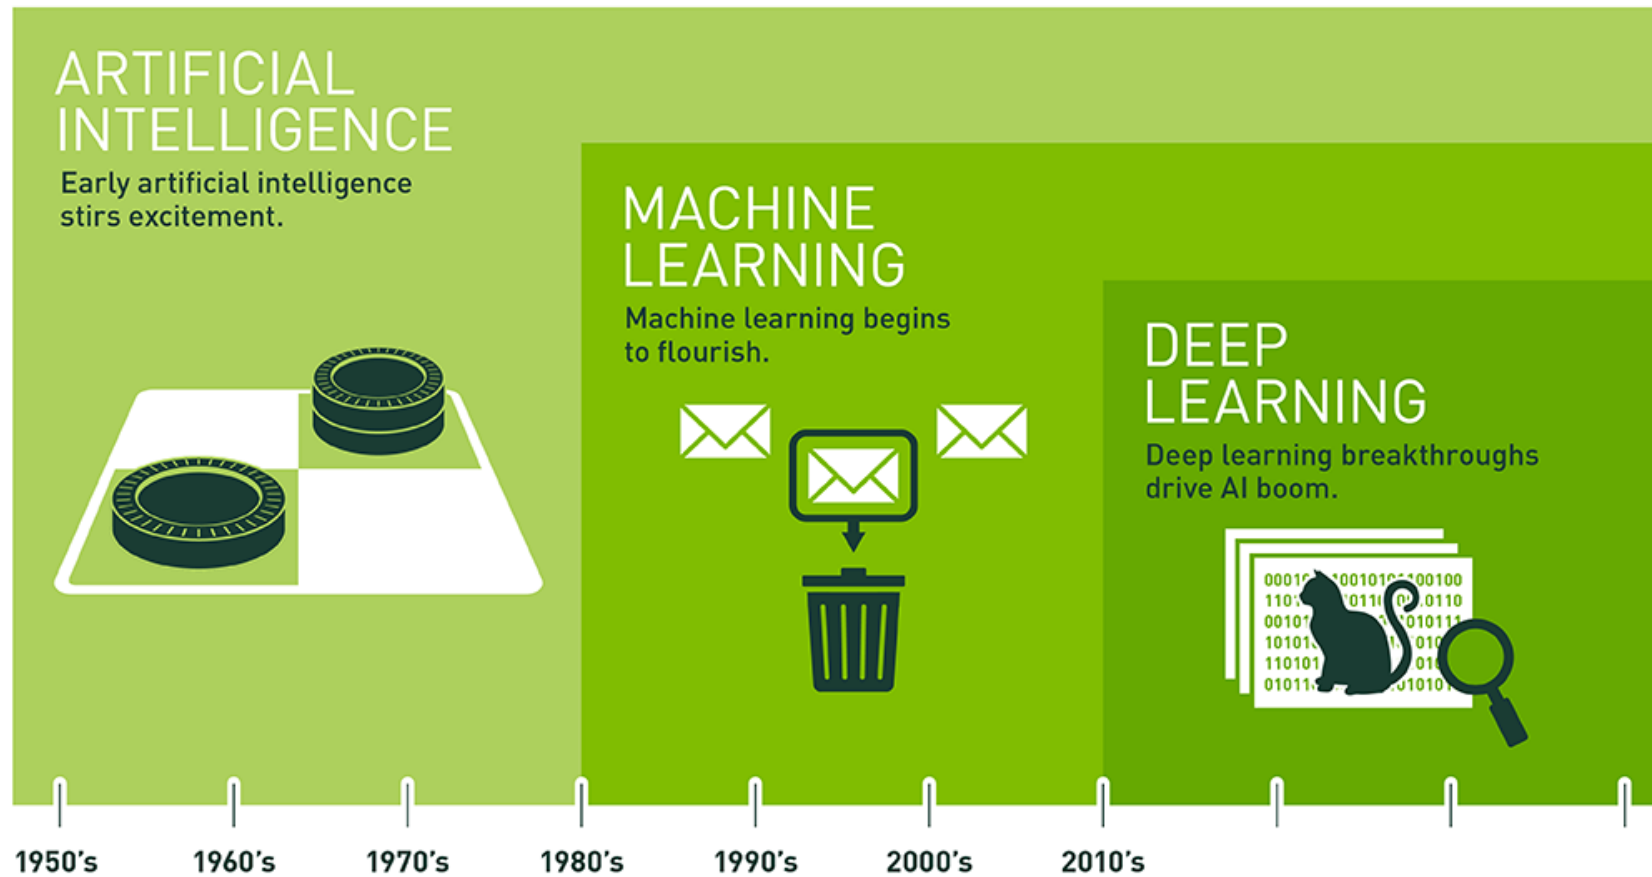 ARTIFICIAL
INTELLIGENCE
Early artificial intelligence
stirs excitement.
MACHINE
LEARNING
Machine learning begins
to flourish.
DEEP
LEARNING
Deep learning breakthroughs
drive AI boom.
1950's
1960's
1970's
1980's
1990's
2000's
2010's